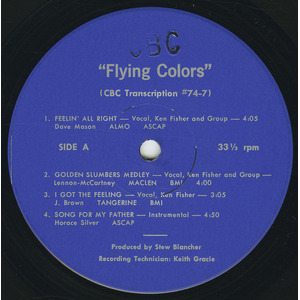 CBC
"Flying Colors"
(CBC Transcription #74-7)
1. FEELIN' ALL RIGHT — Vocal, Ken Fisher and Group — 4:05
Dave Mason ALMO ASCAP
SIDE A 33⅓ rpm
2. GOLDEN SLUMBERS MEDLEY — Vocal, Ken Fisher and Group —
Lennon-McCartney MACLEN BMI 4:00
3. I GOT THE FEELING — Vocal, Ken Fisher — 3:05
J. Brown TANGERINE BMI
4. SONG FOR MY FATHER — Instrumental — 4:50
Horace Silver ASCAP
Produced by Stew Blancher
Recording Technician: Keith Gracie